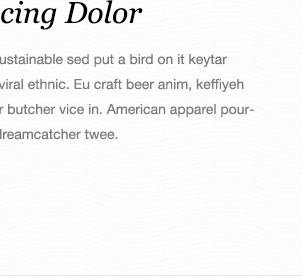 cing Dolor
ustainable sed put a bird on it keytar
viral ethnic. Eu craft beer anim, keffiyeh
r butcher vice in. American apparel pour-
dreamcatcher twee.